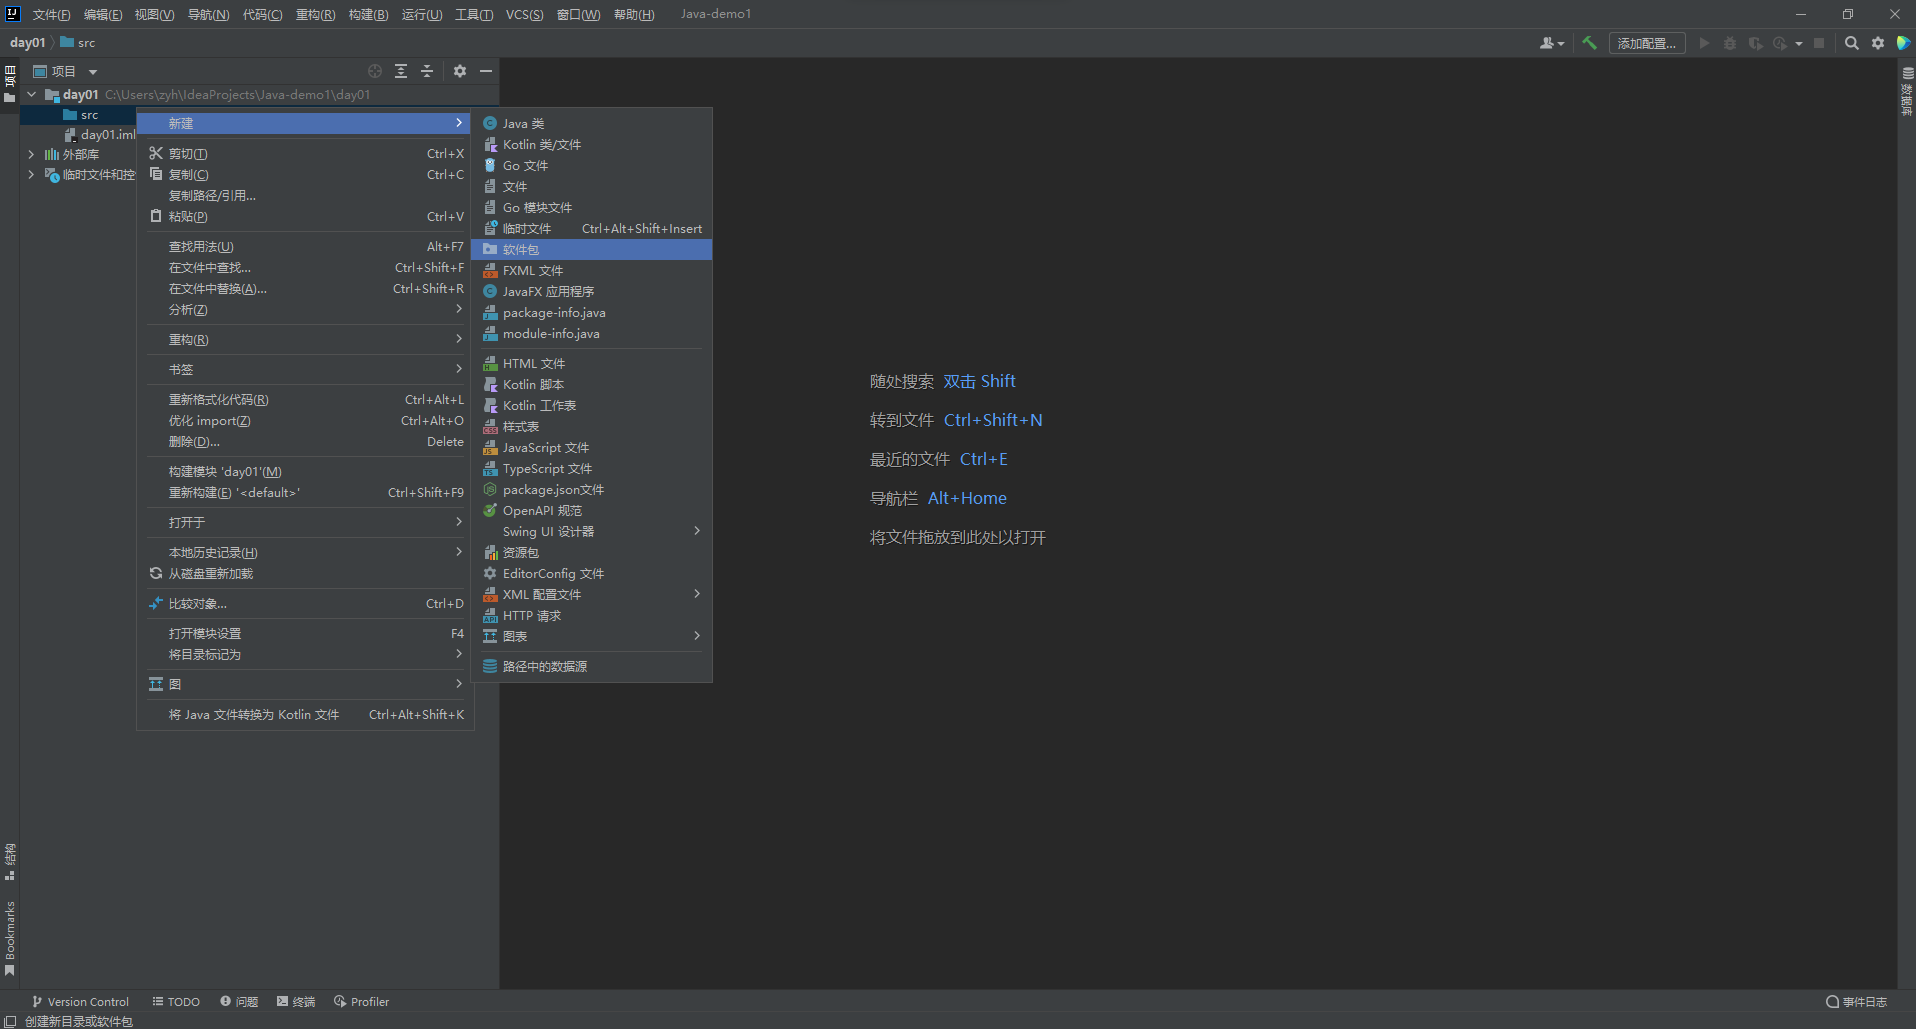 文件(F) 编辑(E) 视图(V) 导航(N) 代码(C) 重构(R) 构建(B) 运行(U) 工具(T) VCS(S) 窗口(W) 帮助(H) Java-demo1
day01 src 添加配置...
项目
项目
day01 C:\Users\zyh\IdeaProjects\Java-demo1\day01
src
day01.iml
外部库
临时文件和控
新建
剪切(T) Ctrl+X
复制(C) Ctrl+C
复制路径/引用...
粘贴(P) Ctrl+V
查找用法(U) Alt+F7
在文件中查找... Ctrl+Shift+F
在文件中替换(A)... Ctrl+Shift+R
分析(Z)
重构(R)
书签
重新格式化代码(R) Ctrl+Alt+L
优化 import(Z) Ctrl+Alt+O
删除(D)... Delete
构建模块 'day01'(M)
重新构建(E) '<default>' Ctrl+Shift+F9
打开于
本地历史记录(H)
从磁盘重新加载
比较对象... Ctrl+D
打开模块设置 F4
将目录标记为
图
将 Java 文件转换为 Kotlin 文件 Ctrl+Alt+Shift+K
Java 类
Kotlin 类/文件
Go 文件
文件
Go 模块文件
临时文件 Ctrl+Alt+Shift+Insert
软件包
FXML 文件
JavaFX 应用程序
package-info.java
module-info.java
HTML 文件
Kotlin 脚本
Kotlin 工作表
样式表
JavaScript 文件
TypeScript 文件
package.json文件
OpenAPI 规范
Swing UI 设计器
资源包
EditorConfig 文件
XML 配置文件
HTTP 请求
图表
路径中的数据源
随处搜索 双击 Shift
转到文件 Ctrl+Shift+N
最近的文件 Ctrl+E
导航栏 Alt+Home
将文件拖放到此处以打开
数据库
结构
Bookmarks
Version Control TODO 问题 终端 Profiler 事件日志
创建新目录或软件包